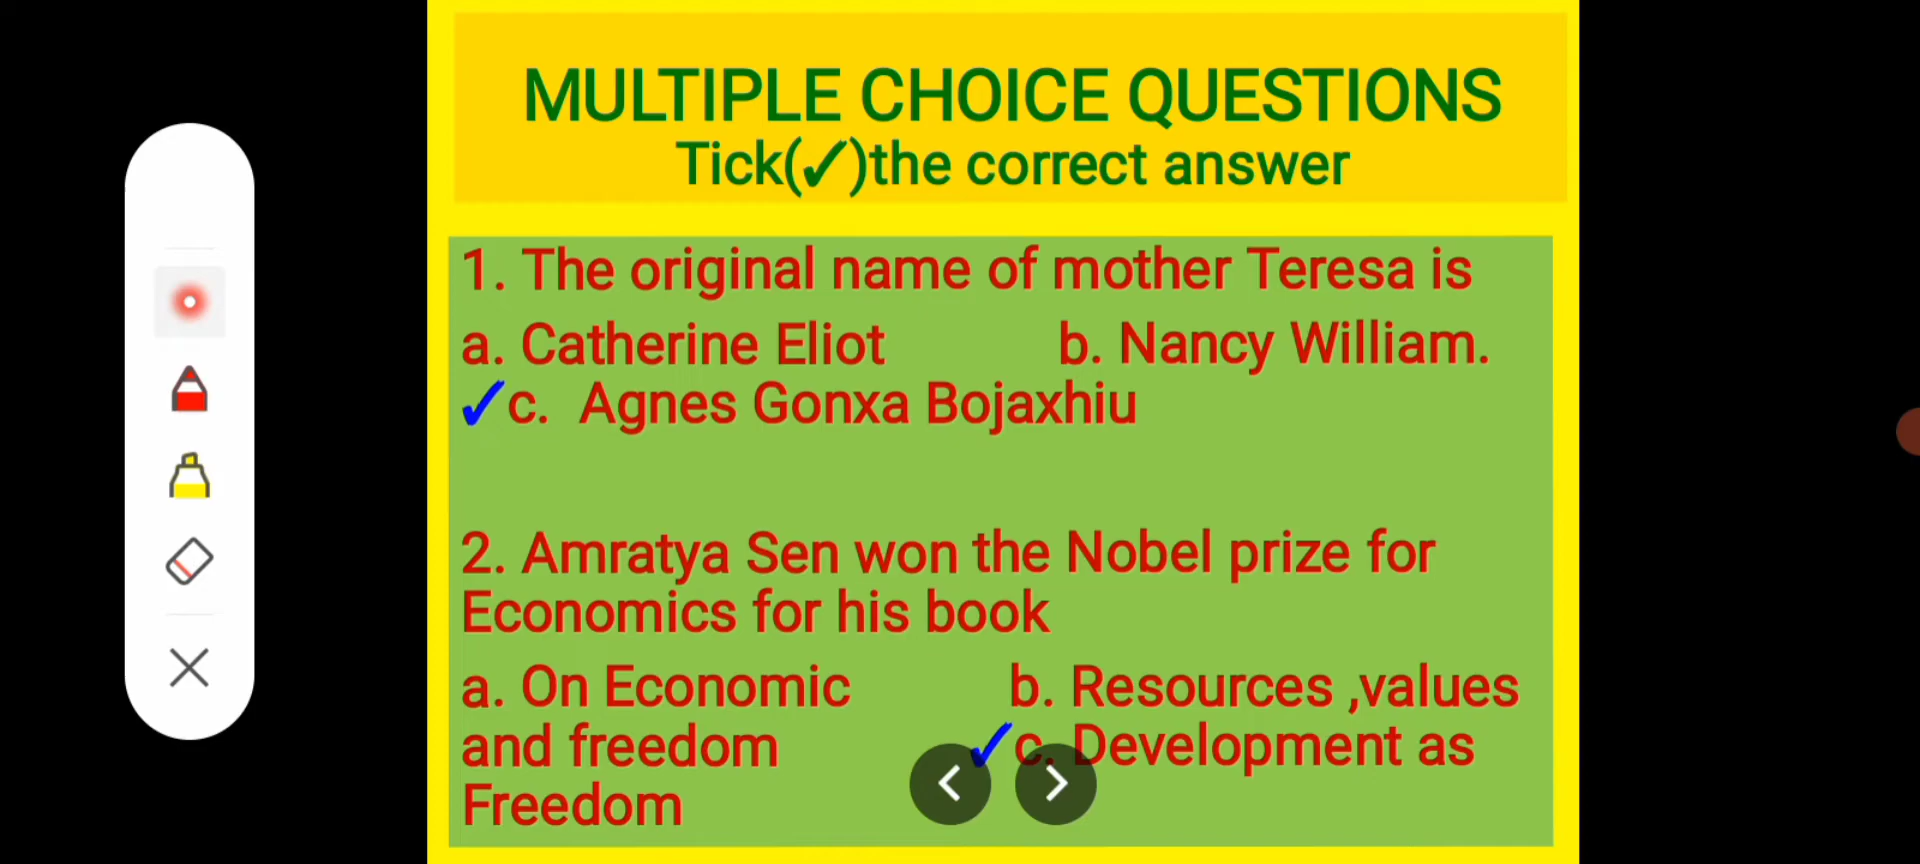 MULTIPLE CHOICE QUESTIONS
Tick(✓)the correct answer
1. The original name of mother Teresa is
a. Catherine Eliot b. Nancy William.
✓c. Agnes Gonxa Bojaxhiu
2. Amratya Sen won the Nobel prize for
Economics for his book
a. On Economic b. Resources ,values
and freedom ✓c. Development as
Freedom